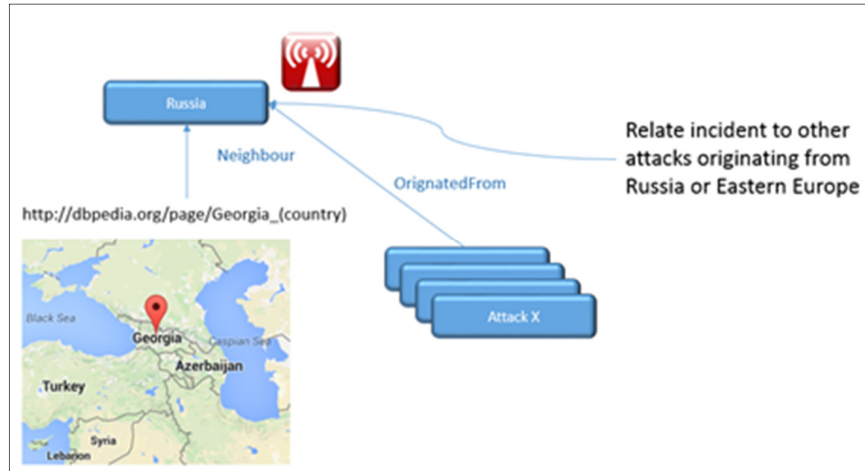 Russia
Neighbour
OrignatedFrom
Relate incident to other
attacks originating from
Russia or Eastern Europe
http://dbpedia.org/page/Georgia_(country)
Attack X
Black Sea
Georgia
Caspian Sea
Azerbaijan
Turkey
Syria
Lebanon